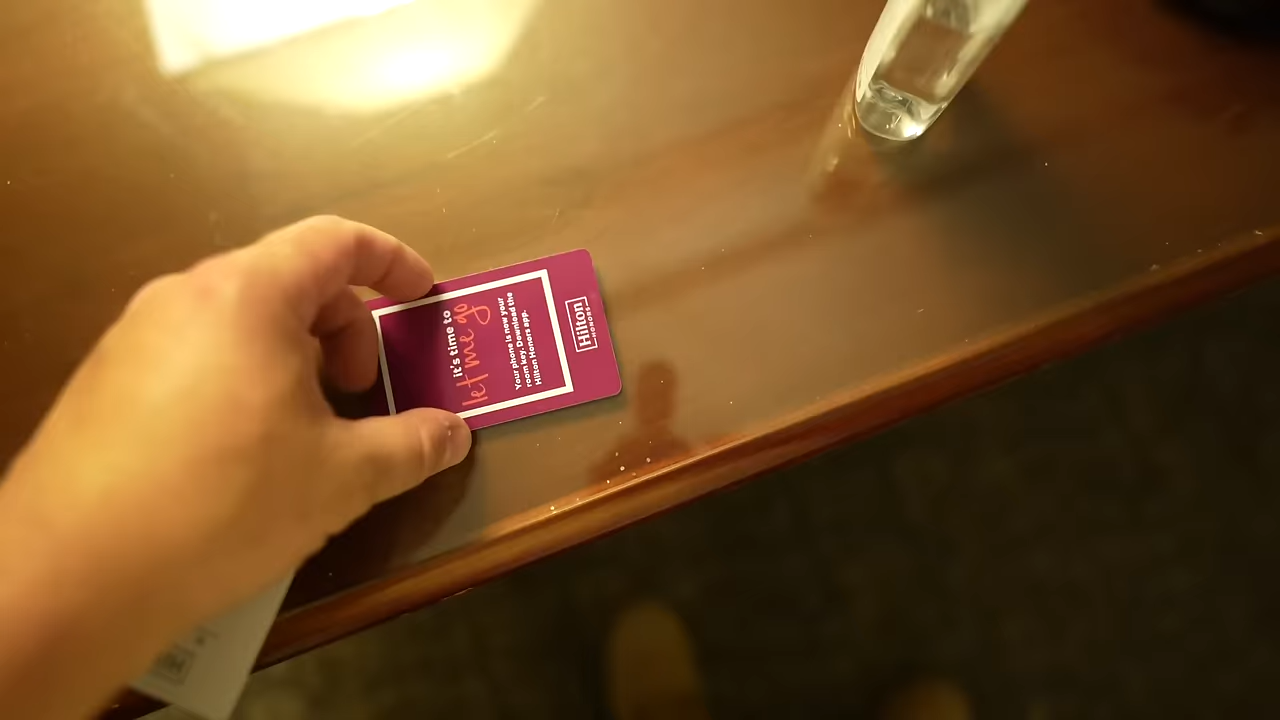 it's time to
let me go
Your phone is now your
room key. Download the
Hilton Honors app.
Hilton
HONORS